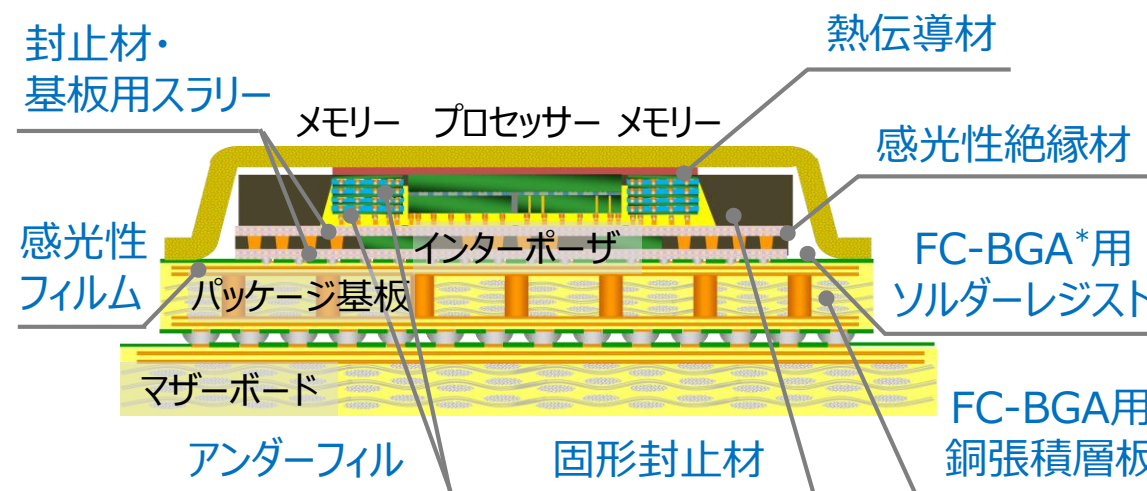 封止材・
基板用スラリー
熱伝導材
メモリー プロセッサー メモリー
感光性絶縁材
感光性
フィルム
インターポーザ
FC-BGA*用
ソルダーレジスト
パッケージ基板
マザーボード
FC-BGA用
銅張積層板
アンダーフィル
固形封止材